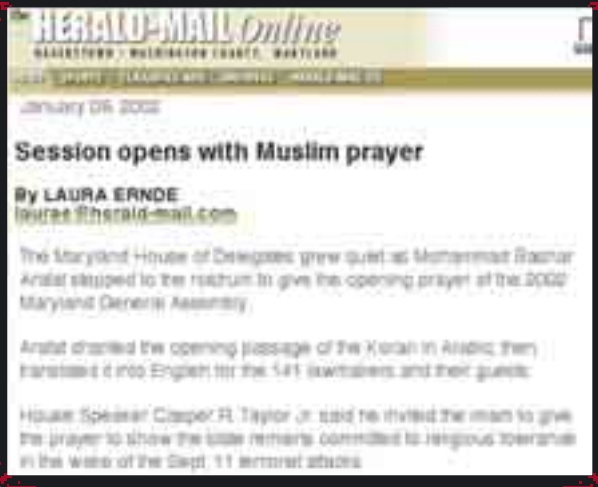 The HERALD-MAIL Online
HAGERSTOWN WASHINGTON COUNTY, MARYLAND
SPORTS CLASSIFIED
January 09, 2002
Session opens with Muslim prayer
By LAURA ERNDE
laurae@herald-mail.com
The Maryland House of Delegates grew quiet as Mohammad Bashar
Arafat stepped to the rostrum to give the opening prayer of the 2002
Maryland General Assembly.
Arafat chanted the opening passage of the Koran in Arabic, then
translated it into English for the 141 lawmakers and their guests.
House Speaker Casper R. Taylor Jr. said he invited the imam to give
the prayer to show the state remains committed to religious tolerance
in the wake of the Sept. 11 terrorist attacks.